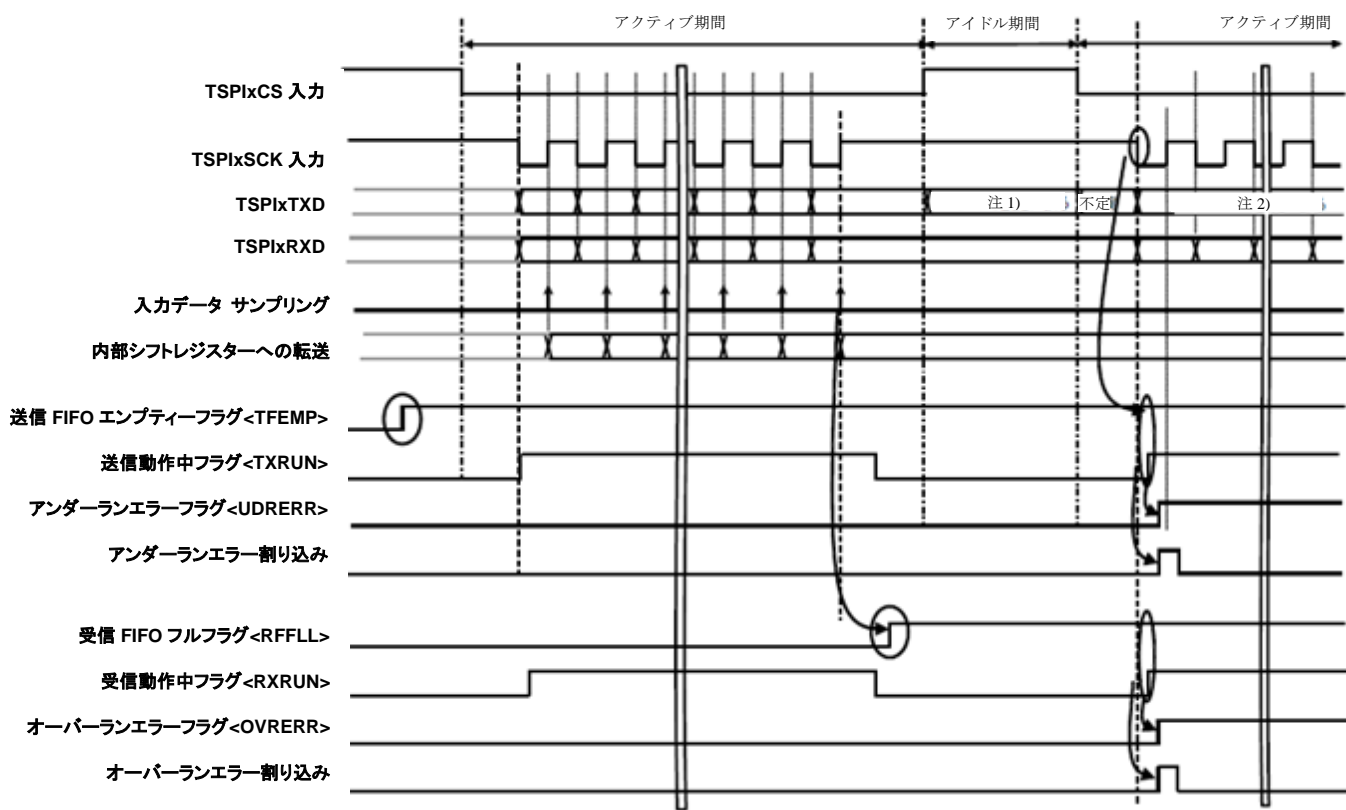 アクティブ期間
アイドル期間
アクティブ期間
TSPIxCS 入力
TSPIxSCK 入力
TSPIxTXD
注 1)
不定
注 2)
TSPIxRXD
入力データ サンプリング
内部シフトレジスターへの転送
送信 FIFO エンプティーフラグ<TFEMP>
送信動作中フラグ<TXRUN>
アンダーランエラーフラグ<UDRERR>
アンダーランエラー割り込み
受信 FIFO フルフラグ<RFFLL>
受信動作中フラグ<RXRUN>
オーバーランエラーフラグ<OVRERR>
オーバーランエラー割り込み